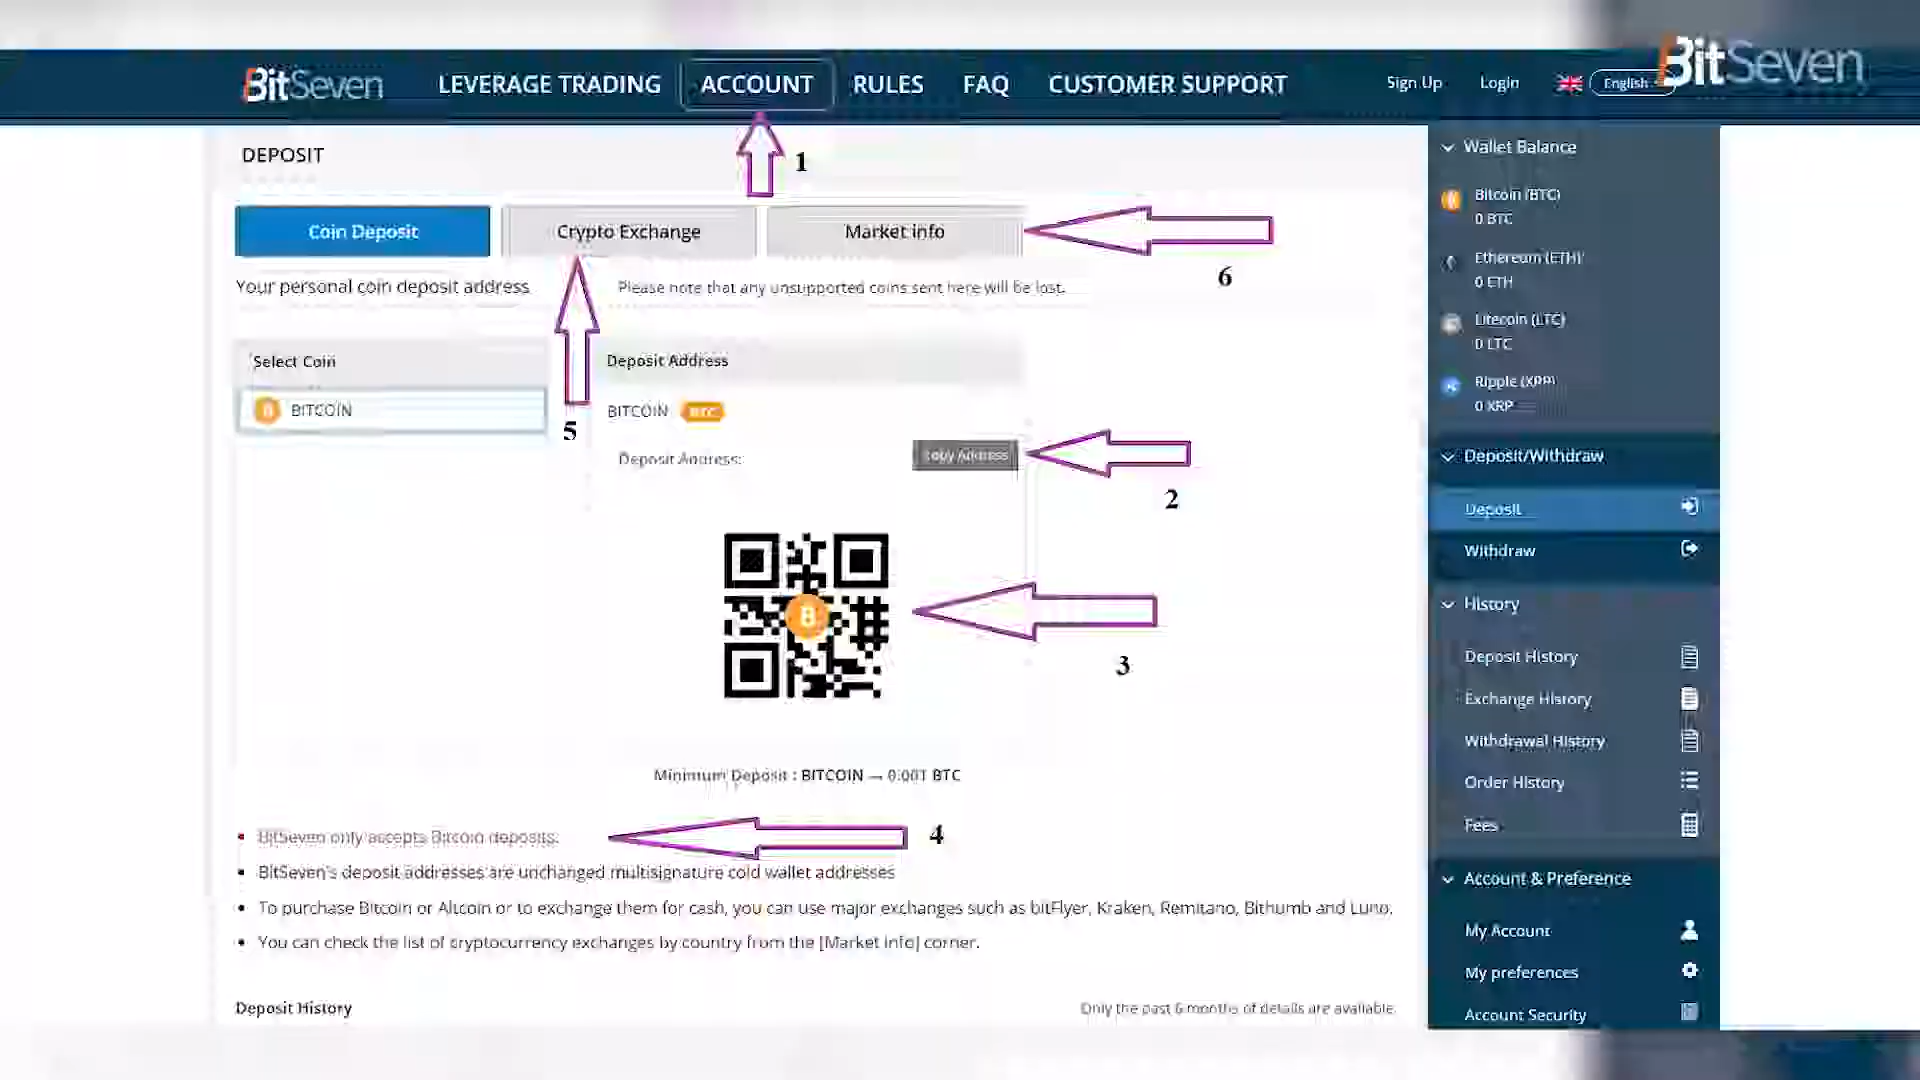 BitSeven LEVERAGE TRADING ACCOUNT RULES FAQ CUSTOMER SUPPORT Sign Up Login English BitSeven
DEPOSIT
1
Coin Deposit Crypto Exchange Market info
6
Your personal coin deposit address
Please note that any unsupported coins sent here will be lost.
Select Coin
BITCOIN
5
Deposit Address
BITCOIN BTC
Deposit Address:
Copy Address
2
3
Minimum Deposit : BITCOIN — 0.001 BTC
• BitSeven only accepts Bitcoin deposits.
4
• BitSeven's deposit addresses are unchanged multisignature cold wallet addresses
• To purchase Bitcoin or Altcoin or to exchange them for cash, you can use major exchanges such as bitFlyer, Kraken, Remitano, Bithumb and Luno.
• You can check the list of cryptocurrency exchanges by country from the [Market info] corner.
Deposit History
Only the past 6 months of details are available.
Wallet Balance
Bitcoin (BTC)
0 BTC
Ethereum (ETH)
0 ETH
Litecoin (LTC)
0 LTC
Ripple (XRP)
0 XRP
Deposit/Withdraw
Deposit
Withdraw
History
Deposit History
Exchange History
Withdrawal History
Order History
Fees
Account & Preference
My Account
My preferences
Account Security